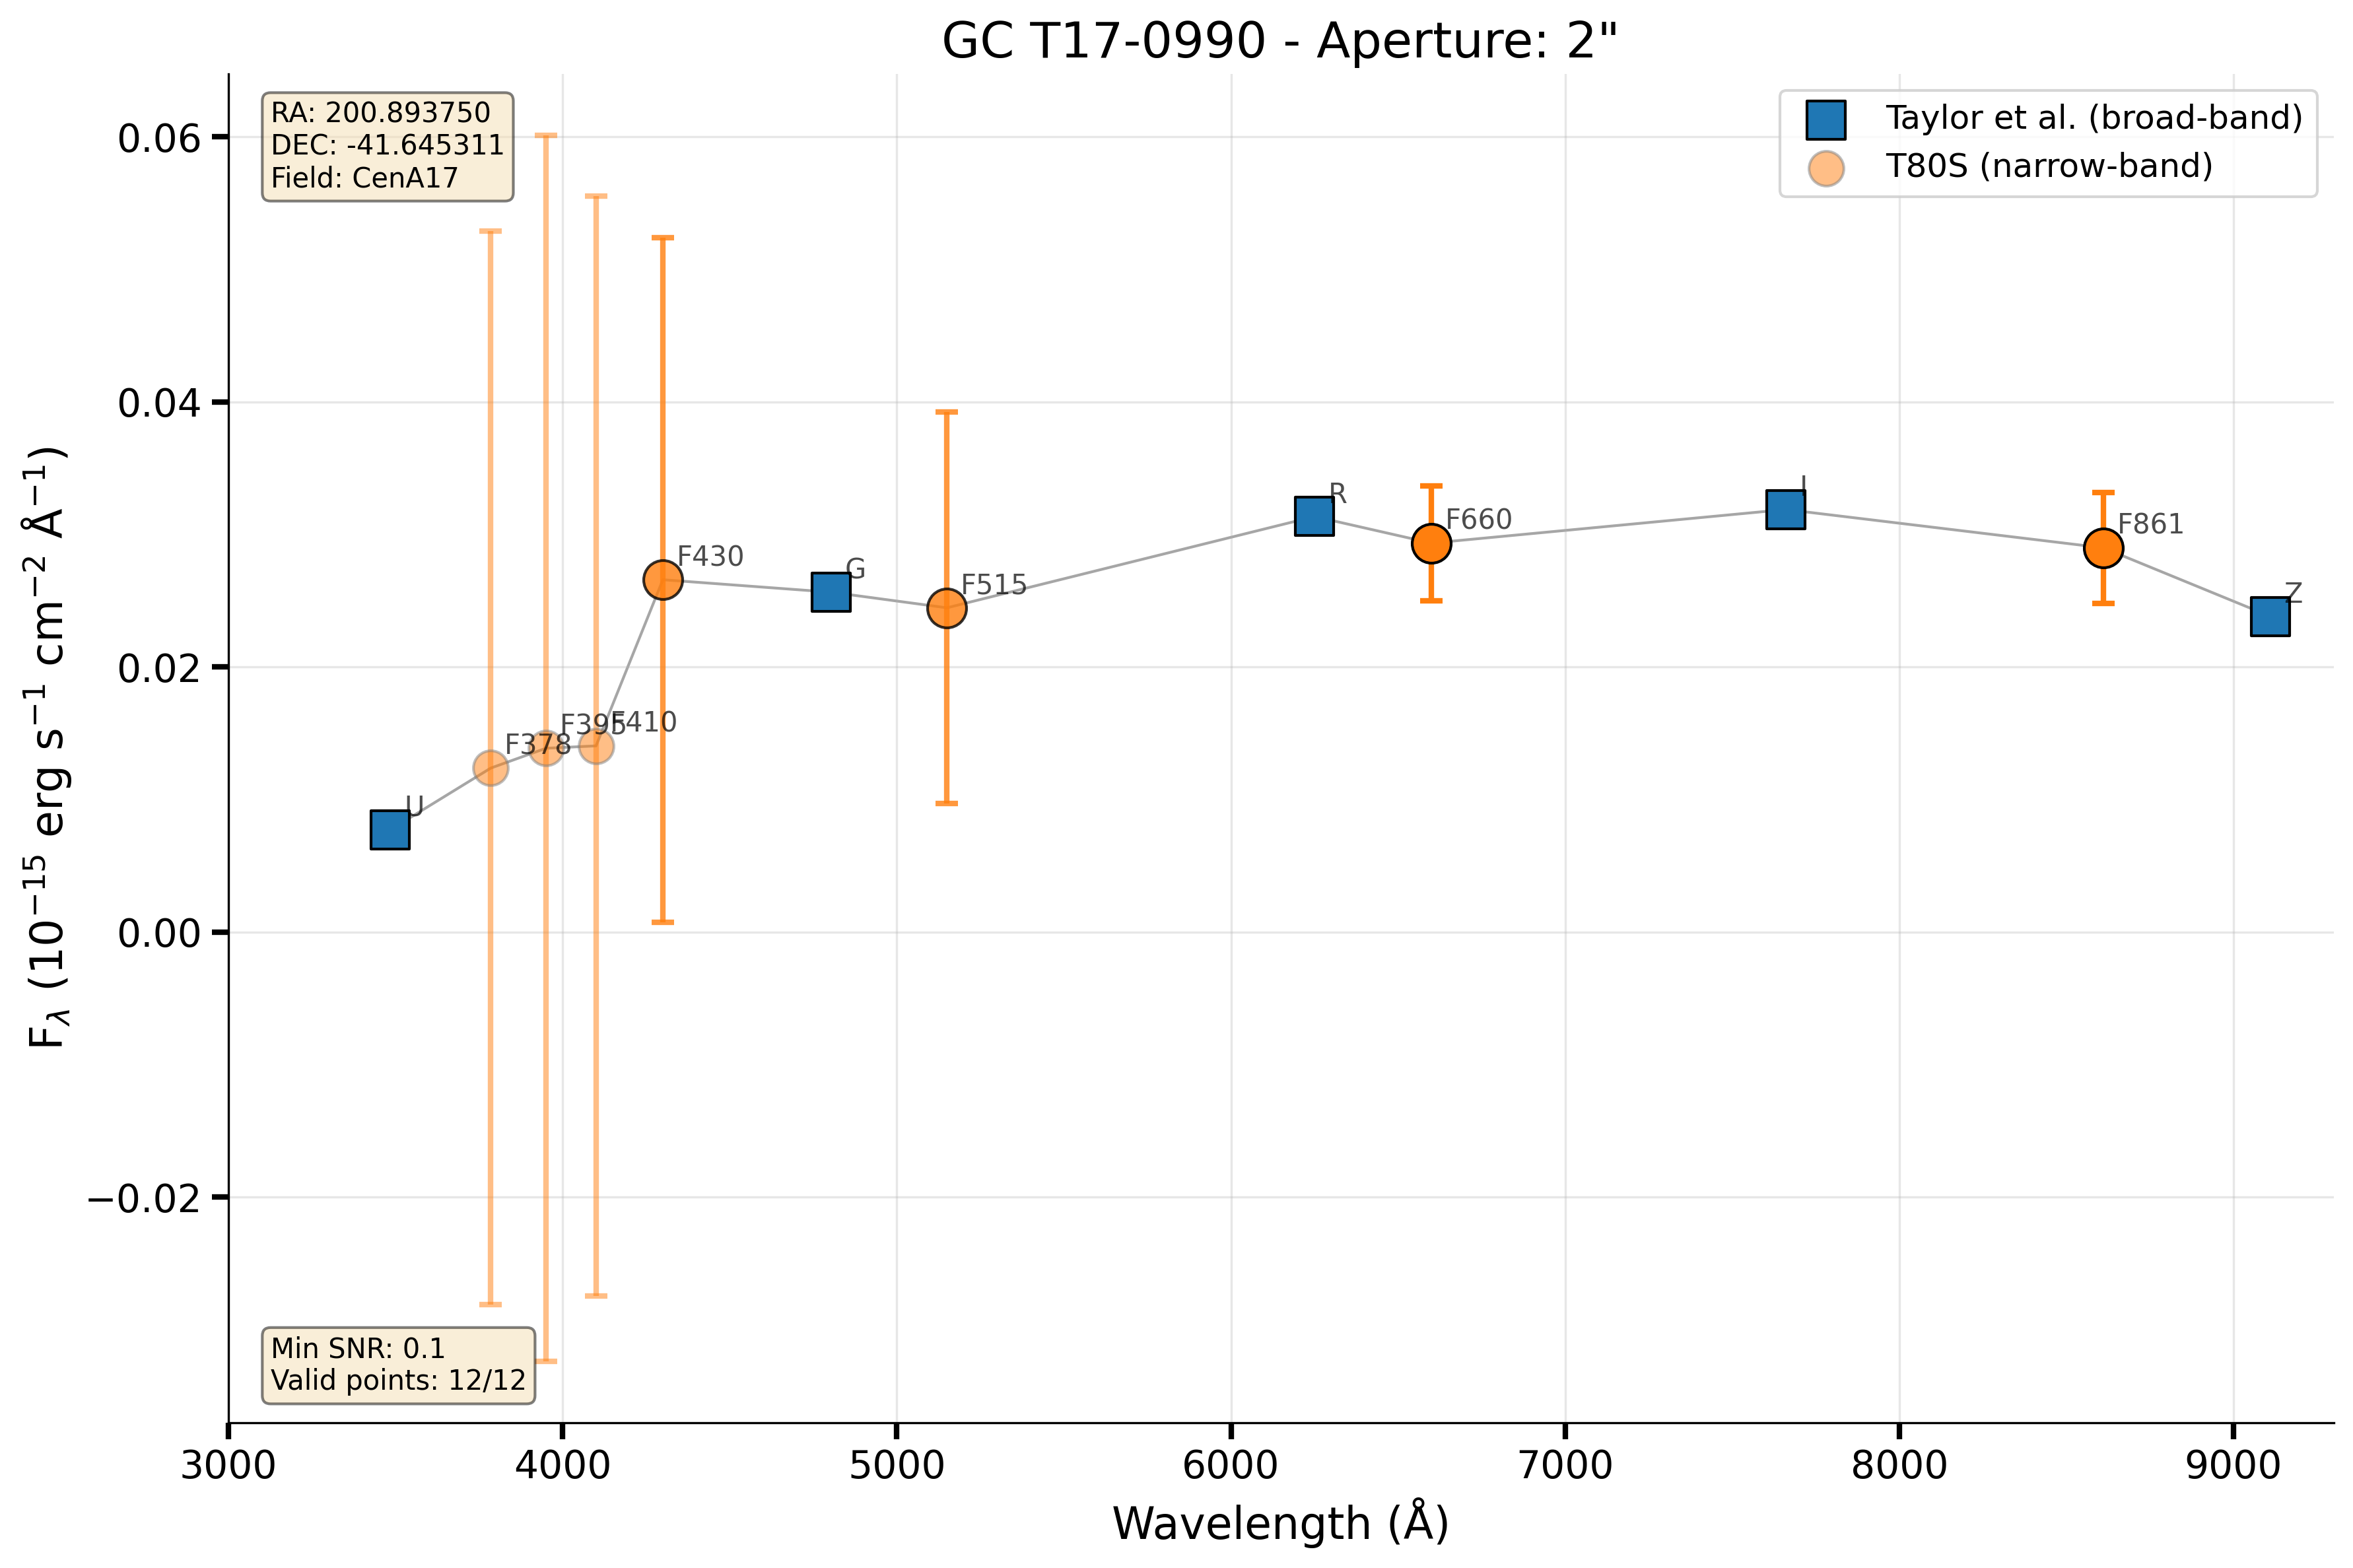 GC T17-0990 - Aperture: 2"
RA: 200.893750
DEC: -41.645311
Field: CenA17
Taylor et al. (broad-band)
T80S (narrow-band)
0.06
0.04
0.02
0.00
−0.02
F_λ (10⁻¹⁵ erg s⁻¹ cm⁻² Å⁻¹)
U
F378
F395
F410
F430
G
F515
R
F660
I
F861
Z
Min SNR: 0.1
Valid points: 12/12
3000 4000 5000 6000 7000 8000 9000
Wavelength (Å)